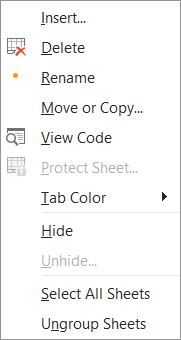 Insert...
Delete
Rename
Move or Copy...
View Code
Protect Sheet...
Tab Color
Hide
Unhide...
Select All Sheets
Ungroup Sheets